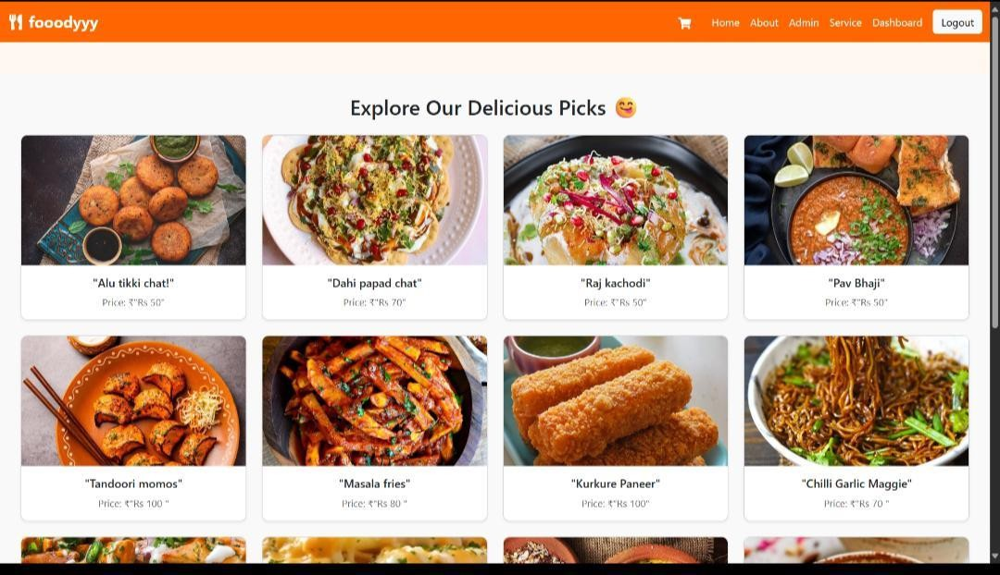 fooodyyy
Home About Admin Service Dashboard Logout
Explore Our Delicious Picks 😋
"Alu tikki chat!" "Dahi papad chat" "Raj kachodi" "Pav Bhaji"
Price: ₹"Rs 50" Price: ₹"Rs 70" Price: ₹"Rs 50" Price: ₹"Rs 50"
"Tandoori momos" "Masala fries" "Kurkure Paneer" "Chilli Garlic Maggie"
Price: ₹"Rs 100 " Price: ₹"Rs 80 " Price: ₹"Rs 100" Price: ₹"Rs 70 "